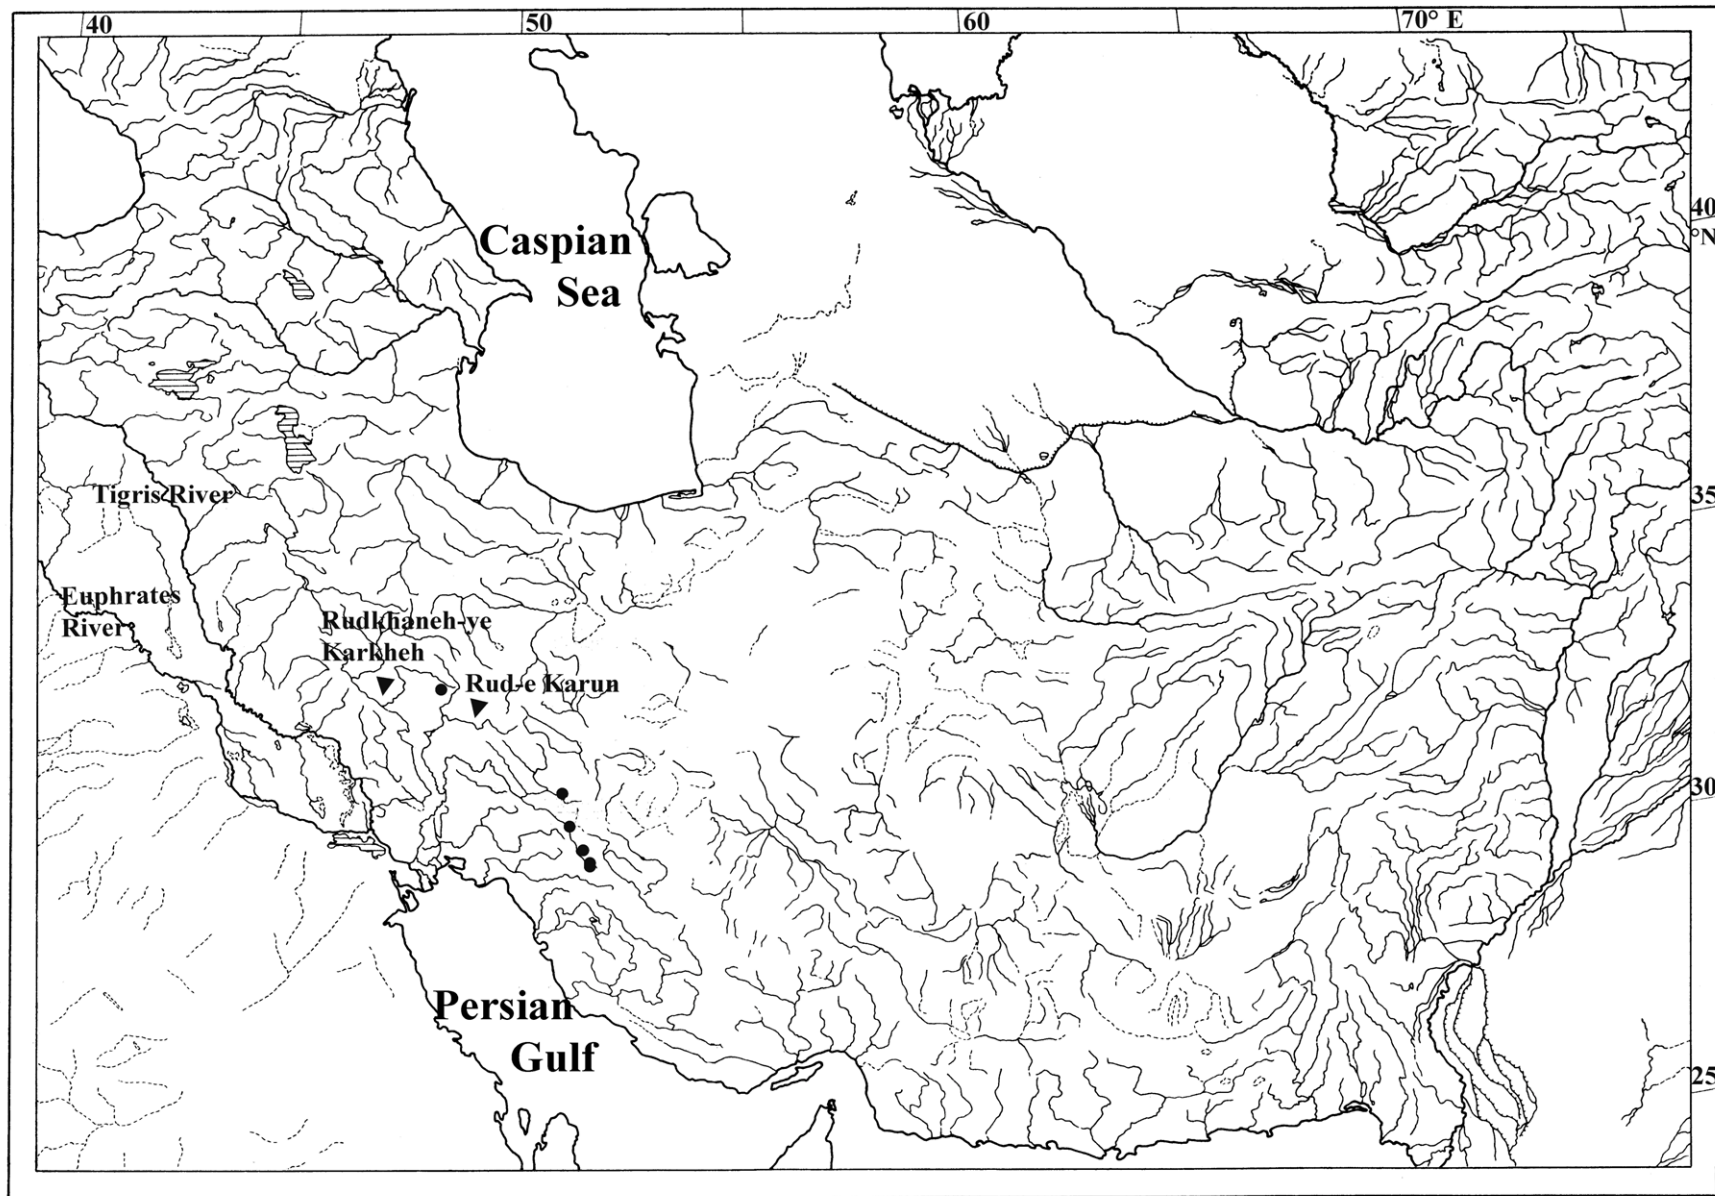 40
50
60
70° E
40
°N
Caspian
Sea
35
Tigris River
Euphrates
River
Rudkhaneh-ye
Karkheh
Rud-e Karun
30
Persian
Gulf
25